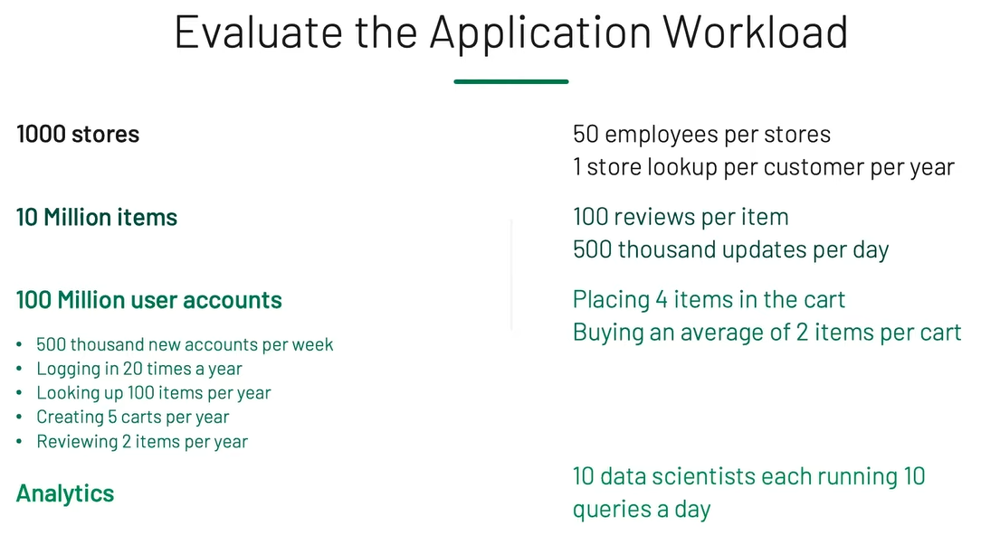 Evaluate the Application Workload
1000 stores
50 employees per stores
1 store lookup per customer per year
10 Million items
100 reviews per item
500 thousand updates per day
100 Million user accounts
• 500 thousand new accounts per week
• Logging in 20 times a year
• Looking up 100 items per year
• Creating 5 carts per year
• Reviewing 2 items per year
Placing 4 items in the cart
Buying an average of 2 items per cart
Analytics
10 data scientists each running 10
queries a day